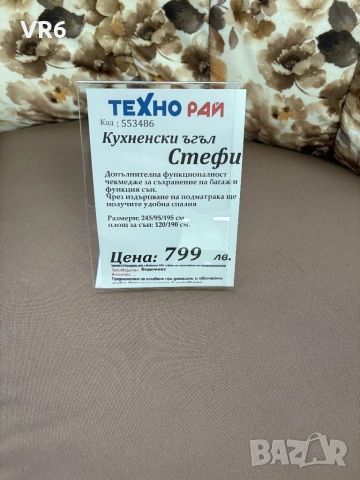 VR6
ТЕХНО РАЙ
Код : 553486
Кухненски ъгъл
Стефи
Допълнителна функционалност
чекмедже за съхранение на багаж и
функция сън.
Чрез издърпване на подматрака ще
получите удобна спалня
Размери: 245/95/195 см
площ за сън: 120/190 см.
Цена: 799 лв.
BAZAR